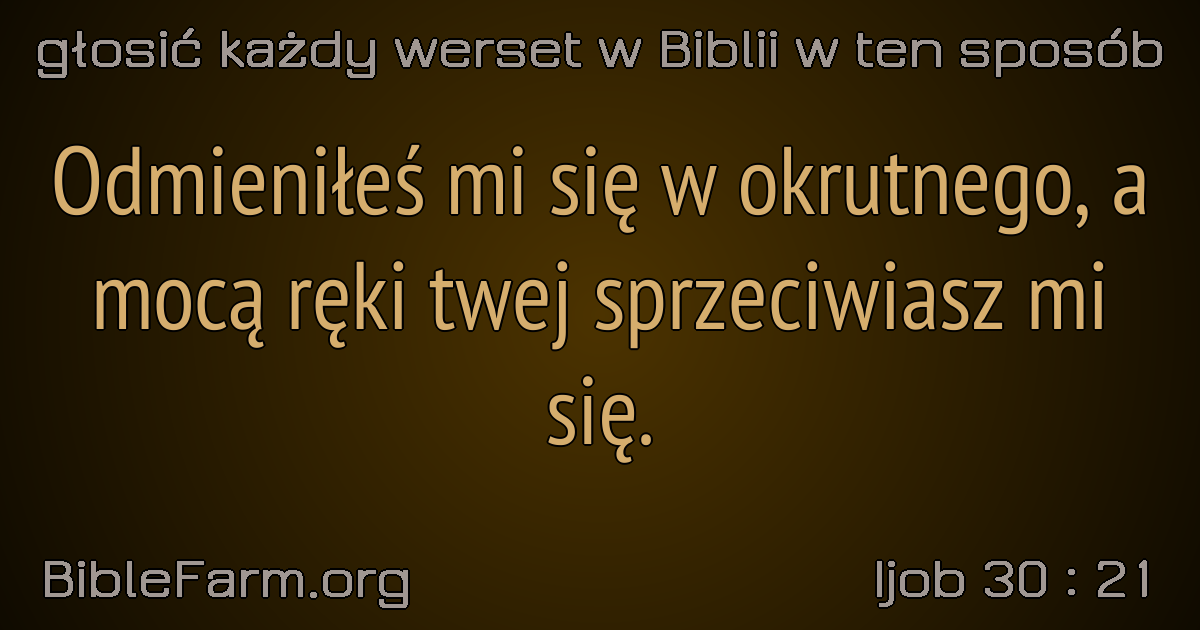 głosić każdy werset w Biblii w ten sposób
Odmieniłeś mi się w okrutnego, a
mocą ręki twej sprzeciwiasz mi
się.
BibleFarm.org
Ijob 30 : 21